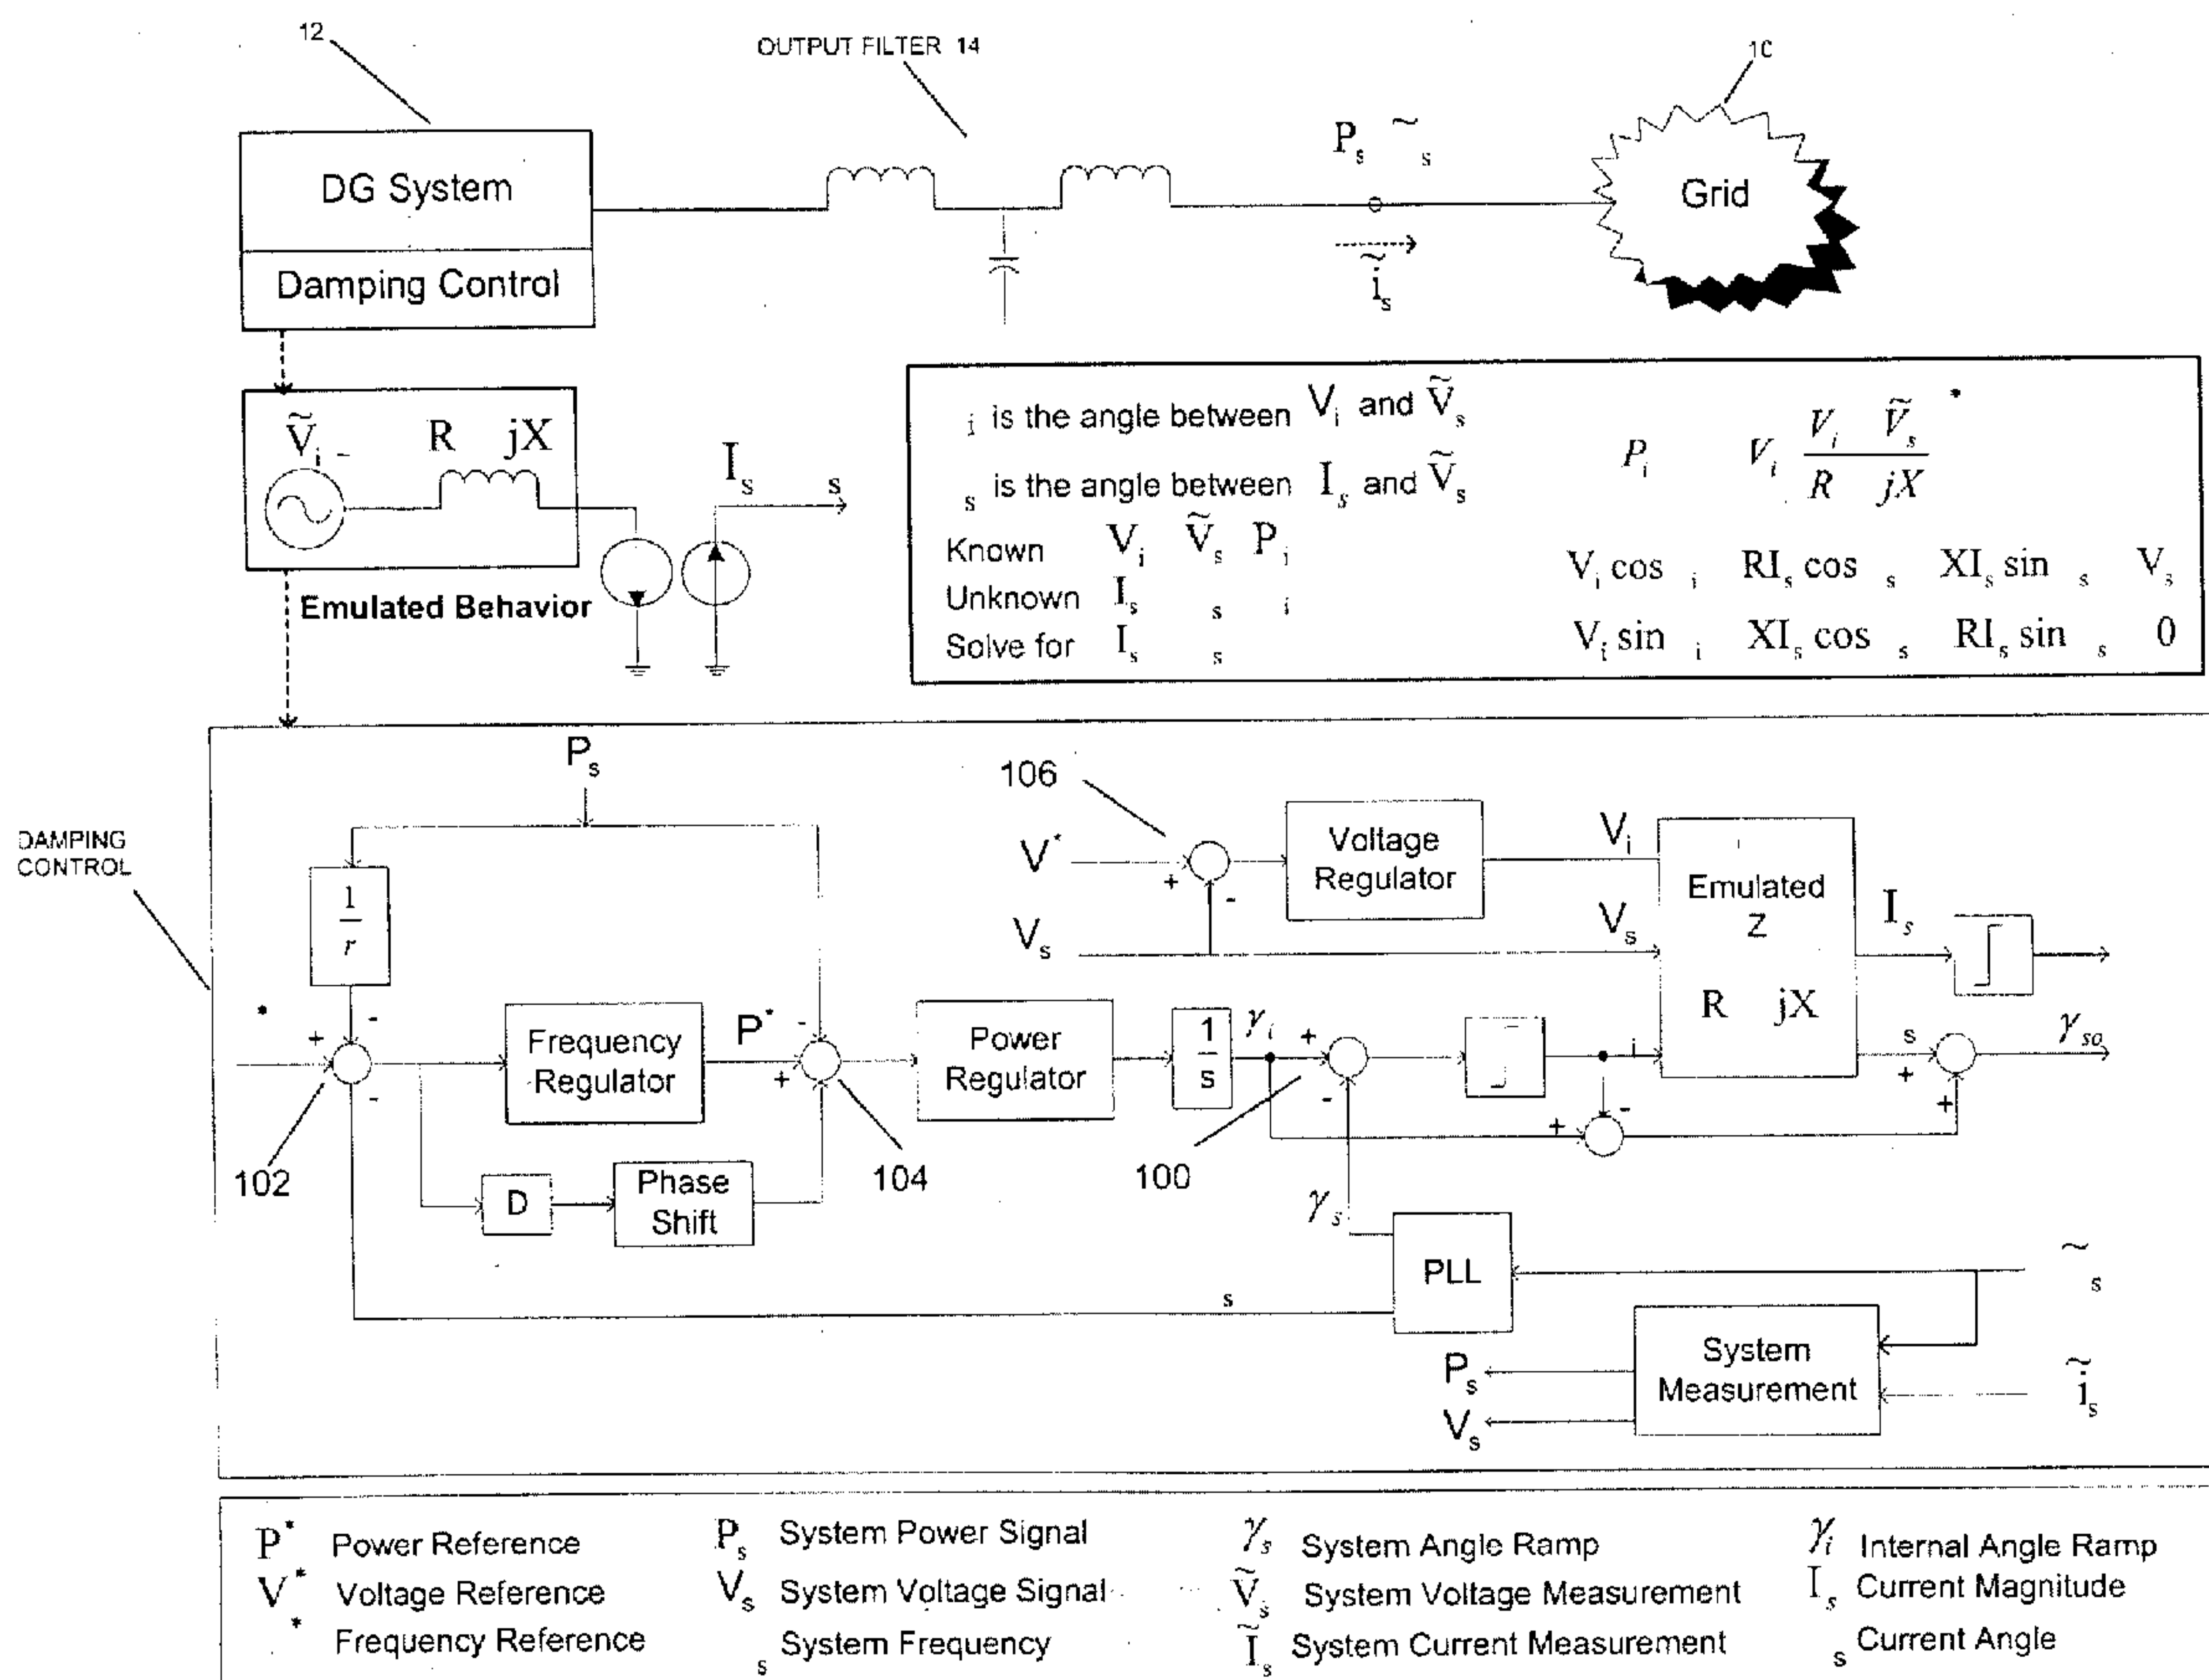 12
OUTPUT FILTER 14
10
DG System
Damping Control
P_s ~_s
ĩ_s
Grid
Ṽ_i -
R jX
I_s s
Emulated Behavior
i is the angle between V_i and Ṽ_s
s is the angle between I_s and Ṽ_s
Known V_i Ṽ_s P_i
Unknown I_s s i
Solve for I_s s
P_i V_i V_i Ṽ_s *
R jX
V_i cos i RI_s cos s XI_s sin s V_s
V_i sin i XI_s cos s RI_s sin s 0
DAMPING
CONTROL
P_s
1
r
*
+
-
-
102
Frequency
Regulator
P*
-
+
104
D
Phase
Shift
Power
Regulator
1
s
γ_i
+
-
100
106
V*
+
-
V_s
Voltage
Regulator
V_i
V_s
i
Emulated
Z
R jX
I_s
s
+
+
γ_so
+
-
γ_s
PLL
s
~_s
System
Measurement
ĩ_s
P_s
V_s
P* Power Reference
V* Voltage Reference
* Frequency Reference
P_s System Power Signal
V_s System Voltage Signal
s System Frequency
γ_s System Angle Ramp
Ṽ_s System Voltage Measurement
Ĩ_s System Current Measurement
γ_i Internal Angle Ramp
I_s Current Magnitude
s Current Angle